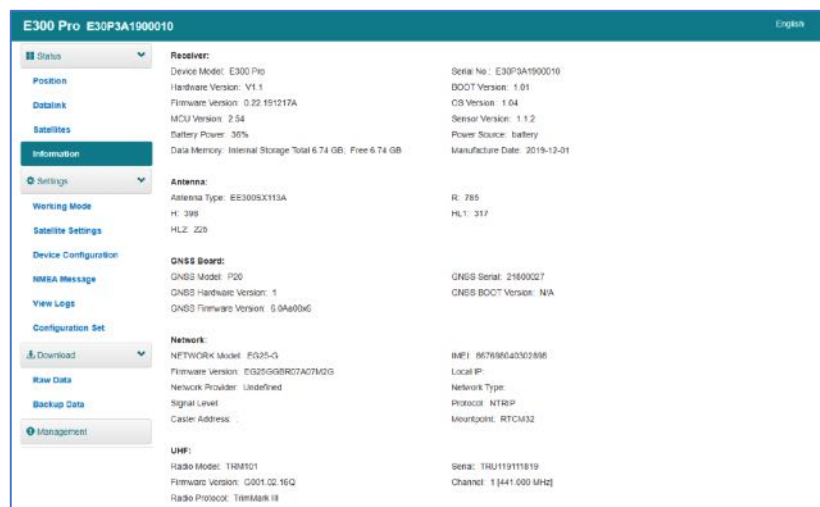 E300 Pro E30P3A1900010
English
Status
Position
Datalink
Satellites
Information
Settings
Working Mode
Satellite Settings
Device Configuration
NMEA Message
View Logs
Configuration Set
Download
Raw Data
Backup Data
Management
Receiver:
Device Model: E300 Pro
Serial No.: E30P3A1900010
Hardware Version: V1.1
BOOT Version: 1.01
Firmware Version: 0.22.191217A
OS Version: 1.04
MCU Version: 2.54
Sensor Version: 1.1.2
Battery Power: 36%
Power Source: battery
Data Memory: Internal Storage Total 6.74 GB; Free 6.74 GB
Manufacture Date: 2019-12-01
Antenna:
Antenna Type:
R: 785
H: 398
HL1: 317
HL2: 225
GNSS Board:
GNSS Model: P20
GNSS Serial: 21600027
GNSS Hardware Version: 1
GNSS BOOT Version: N/A
GNSS Firmware Version:
Network:
NETWORK Model: EG25-G
IMEI:
Firmware Version: EG25GGBR07A07M2G
Local IP:
Network Provider: Undefined
Network Type:
Signal Level:
Protocol: NTRIP
Caster Address: :
Mountpoint: RTCM32
UHF:
Radio Model: TRM101
Serial: TRU119111819
Firmware Version: G001.02.16Q
Channel: 1 [441.000 MHz]
Radio Protocol: TrimMark III